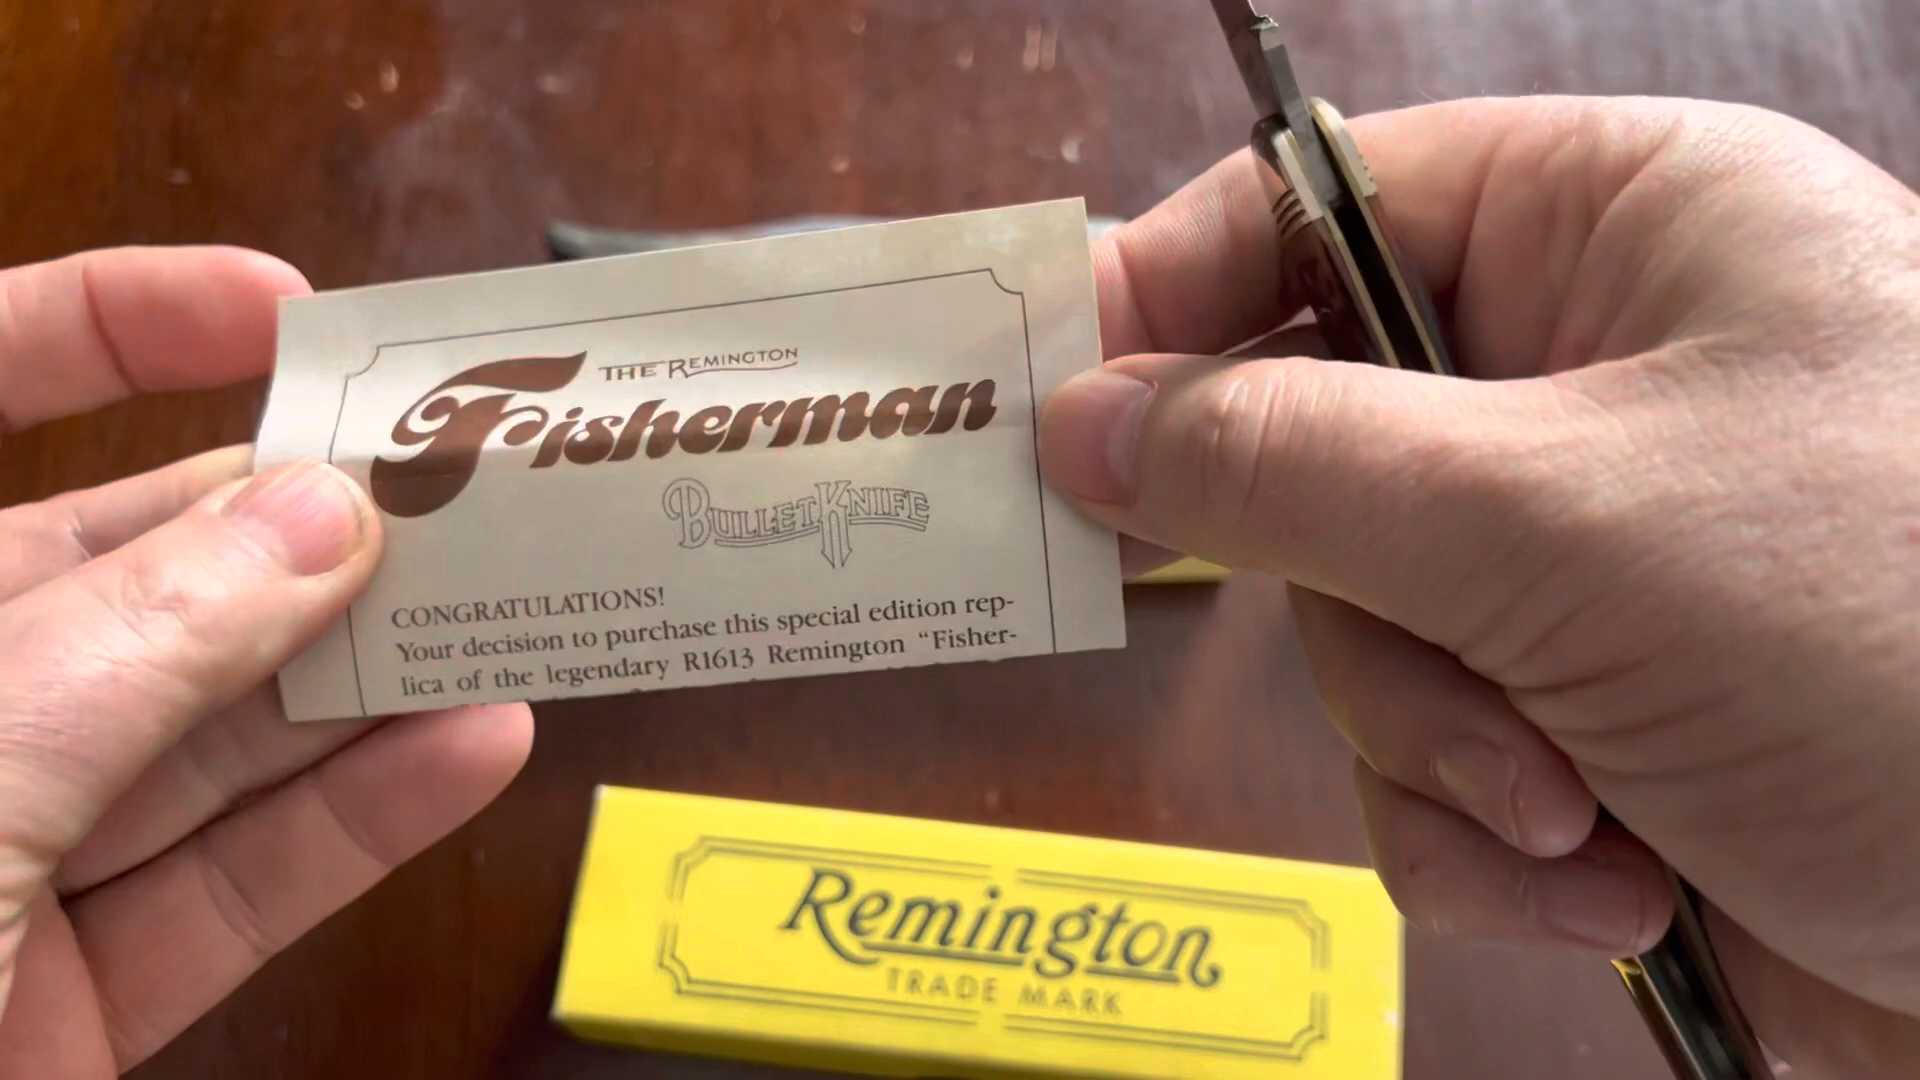 THE REMINGTON
Fisherman
BULLET KNIFE
CONGRATULATIONS!
Your decision to purchase this special edition rep-
lica of the legendary R1613 Remington “Fisher-
Remington
TRADE MARK